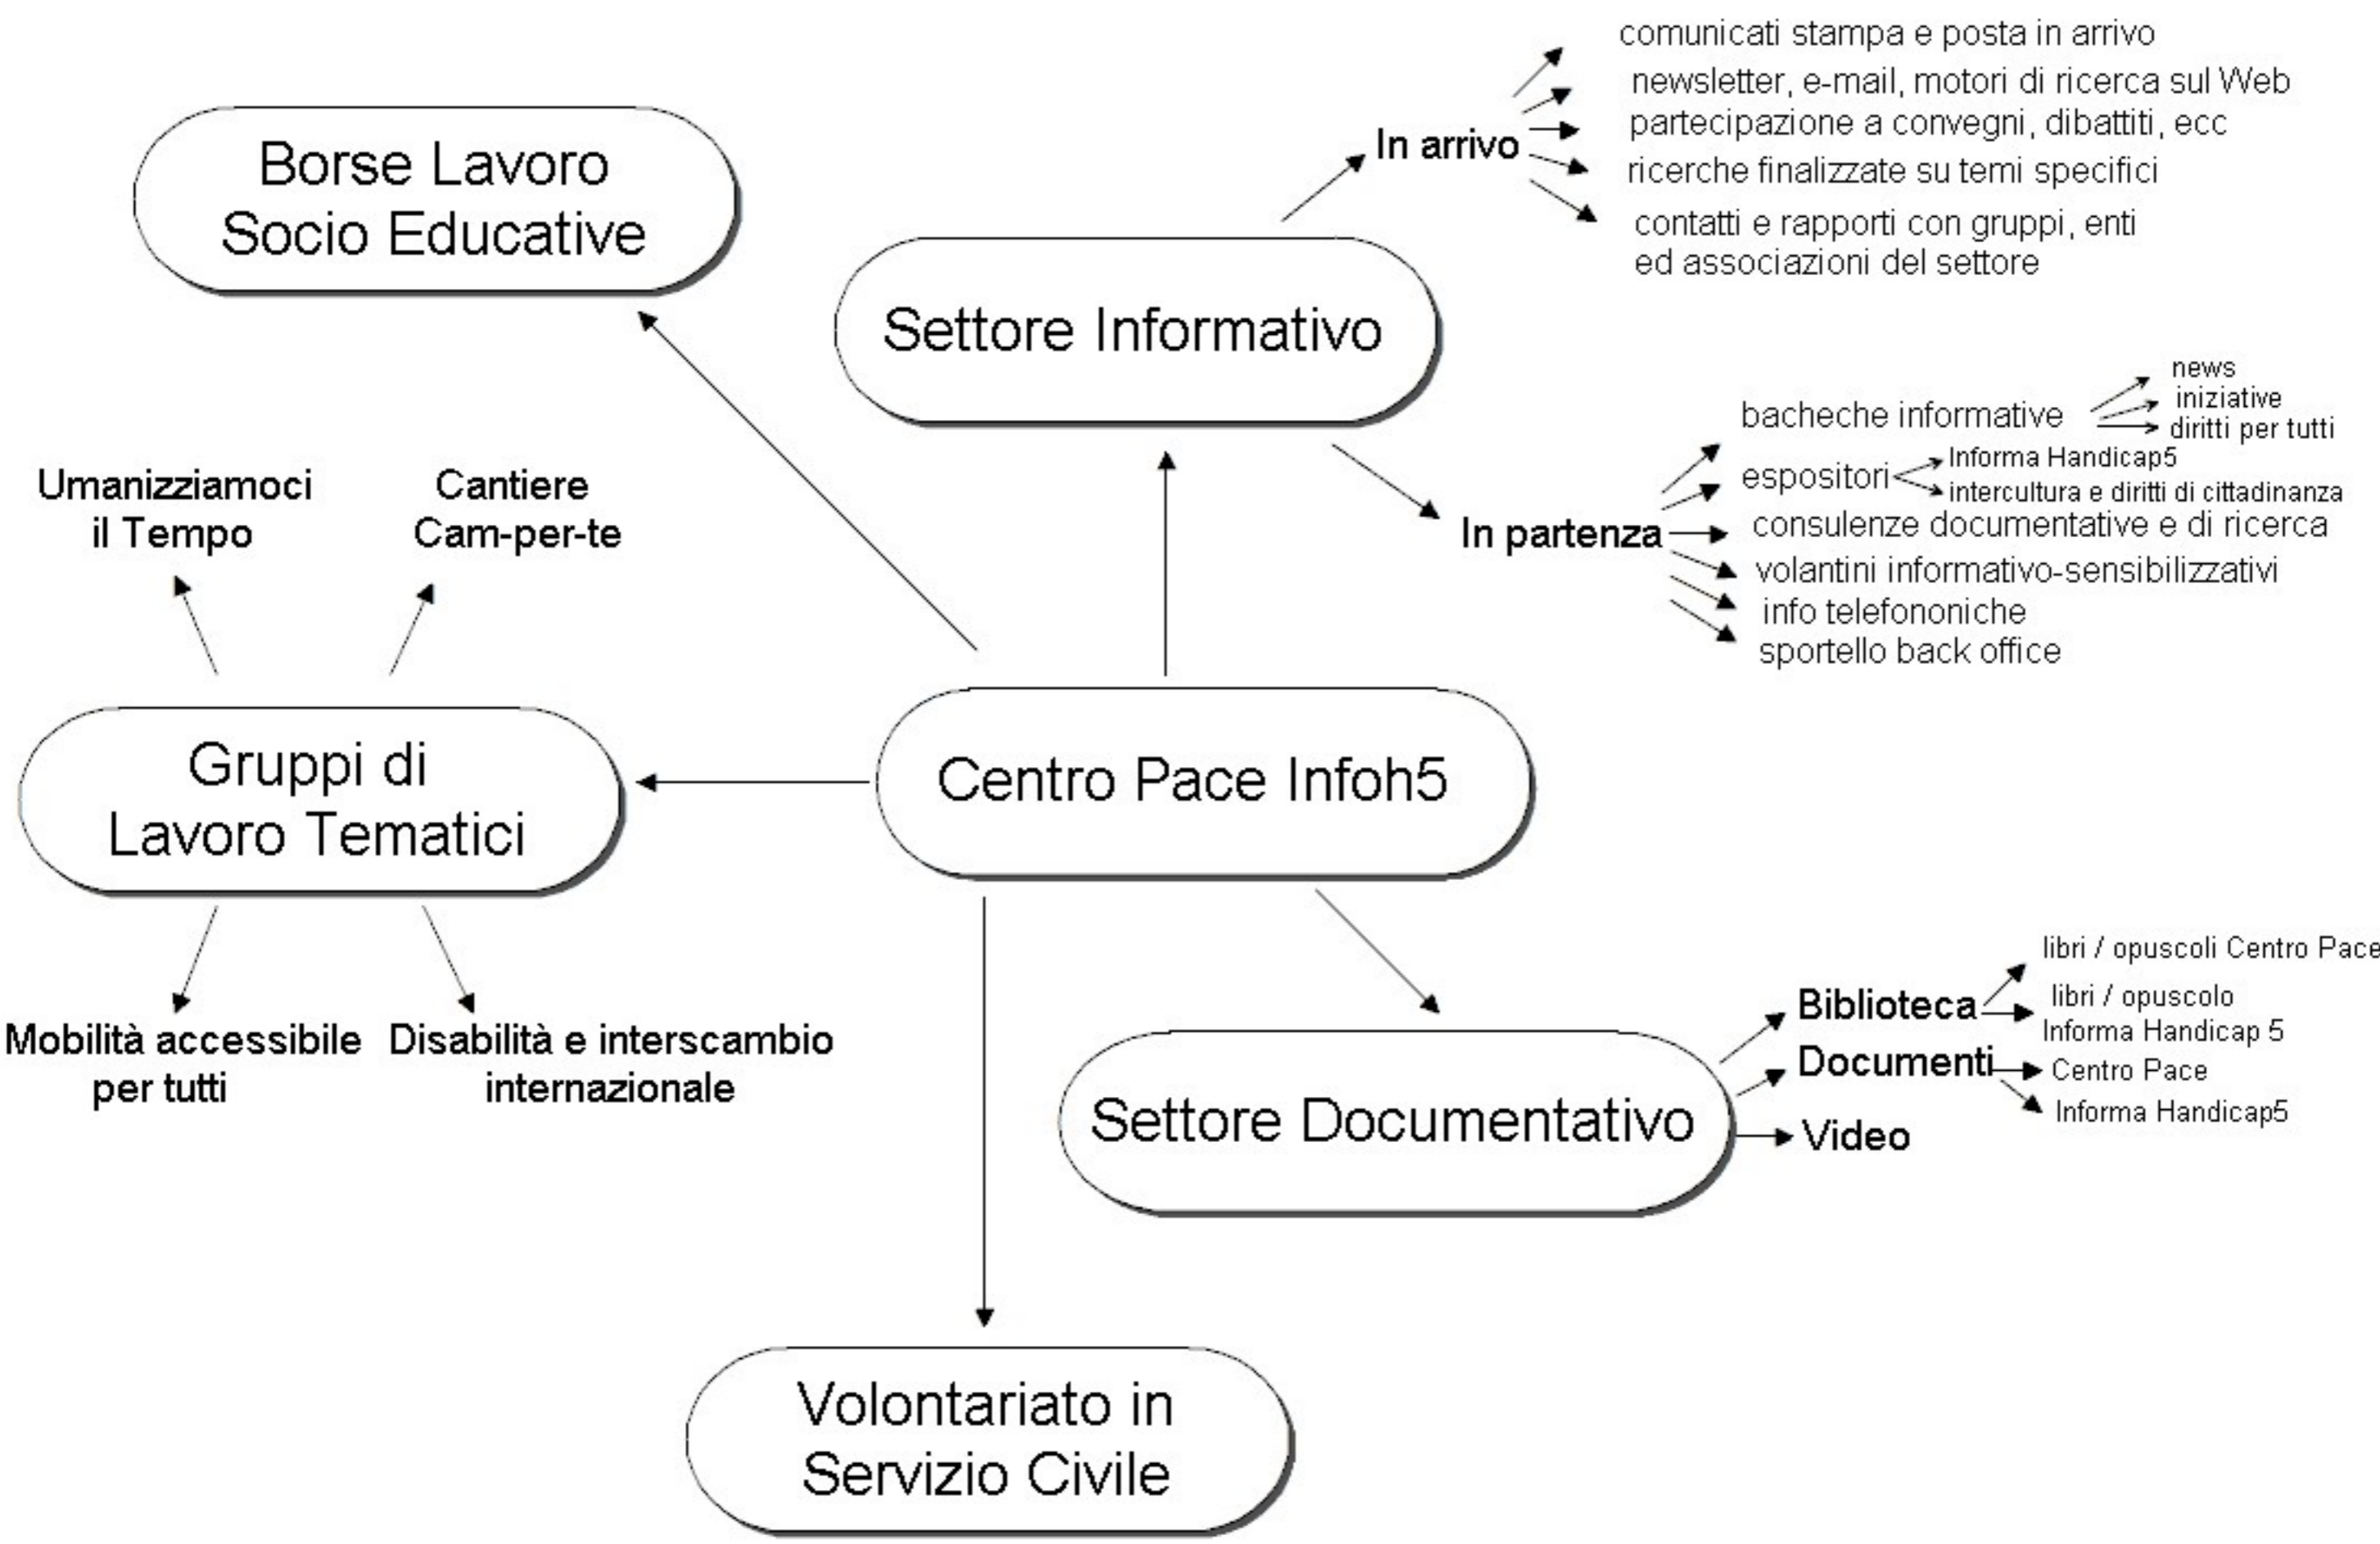 comunicati stampa e posta in arrivo
newsletter, e-mail, motori di ricerca sul Web
In arrivo
partecipazione a convegni, dibattiti, ecc
ricerche finalizzate su temi specifici
contatti e rapporti con gruppi, enti
ed associazioni del settore
Borse Lavoro
Socio Educative
Settore Informativo
bacheche informative
news
iniziative
diritti per tutti
espositori
Informa Handicap5
intercultura e diritti di cittadinanza
In partenza
consulenze documentative e di ricerca
volantini informativo-sensibilizzativi
info telefononiche
sportello back office
Umanizziamoci
il Tempo
Cantiere
Cam-per-te
Gruppi di
Lavoro Tematici
Centro Pace Infoh5
Mobilità accessibile
per tutti
Disabilità e interscambio
internazionale
Settore Documentativo
Biblioteca
libri / opuscoli Centro Pace
libri / opuscolo
Informa Handicap 5
Documenti
Centro Pace
Informa Handicap5
Video
Volontariato in
Servizio Civile